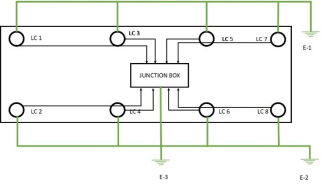 LC 1
LC 3
LC 5
LC 7
E-1
JUNCTION BOX
LC 2
LC 4
LC 6
LC 8
E-3
E-2